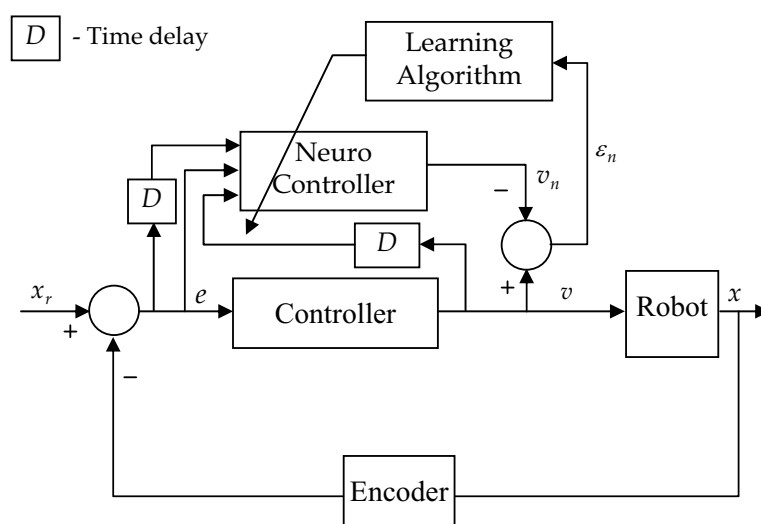 D - Time delay
Learning
Algorithm
Neuro
Controller
ε_n
− v_n
D
D
x_r
e
Controller
+
v
Robot
x
+
−
Encoder